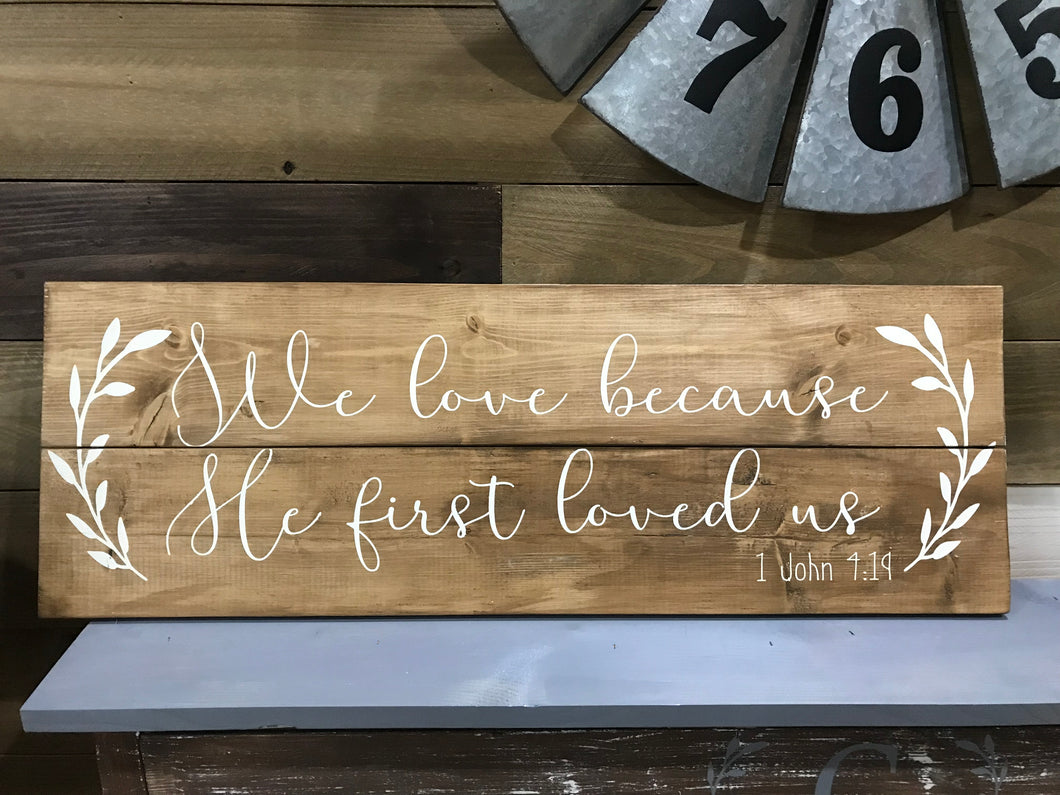 7 6 5
We love because
He first loved us
1 John 4:19